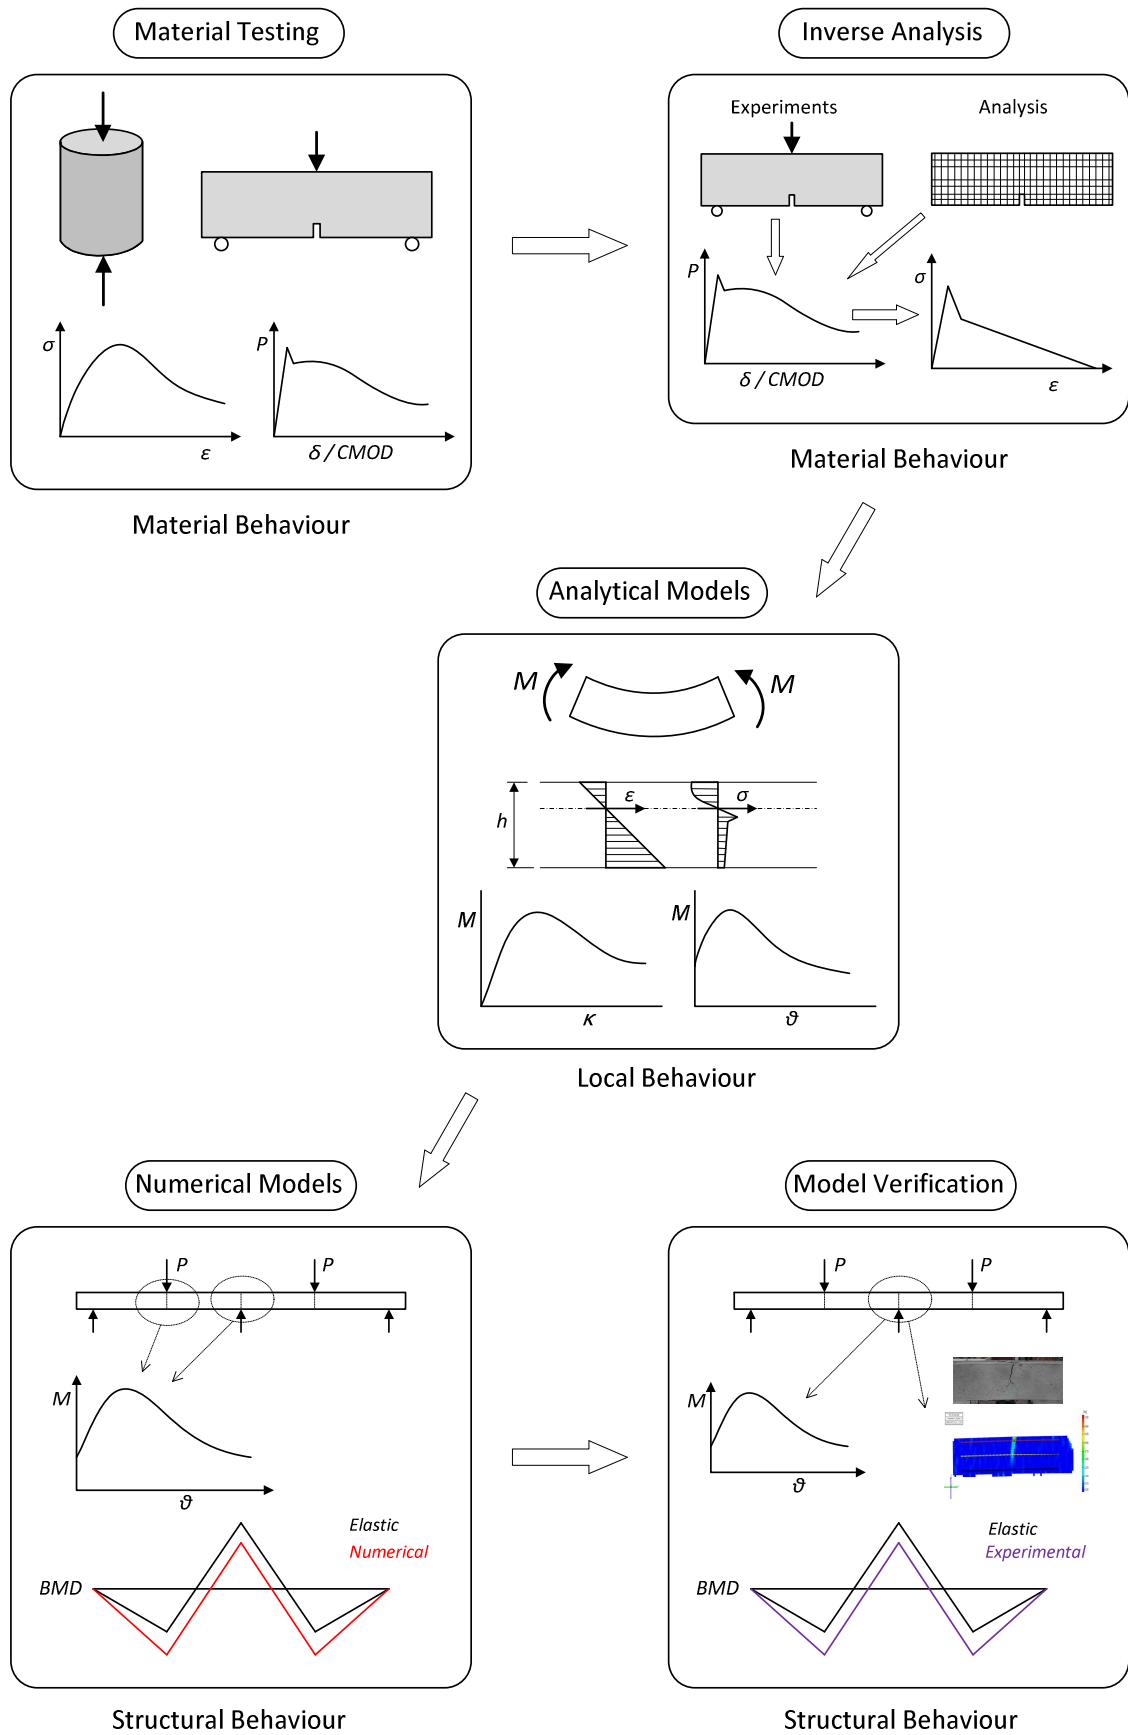 Material Testing
σ
ε
P
δ / CMOD
Material Behaviour
Inverse Analysis
Experiments
Analysis
P
δ / CMOD
σ
ε
Material Behaviour
Analytical Models
M
M
h
ε
σ
M
κ
M
ϑ
Local Behaviour
Numerical Models
P
P
M
ϑ
Elastic
Numerical
BMD
Structural Behaviour
Model Verification
P
P
M
ϑ
Elastic
Experimental
BMD
Structural Behaviour